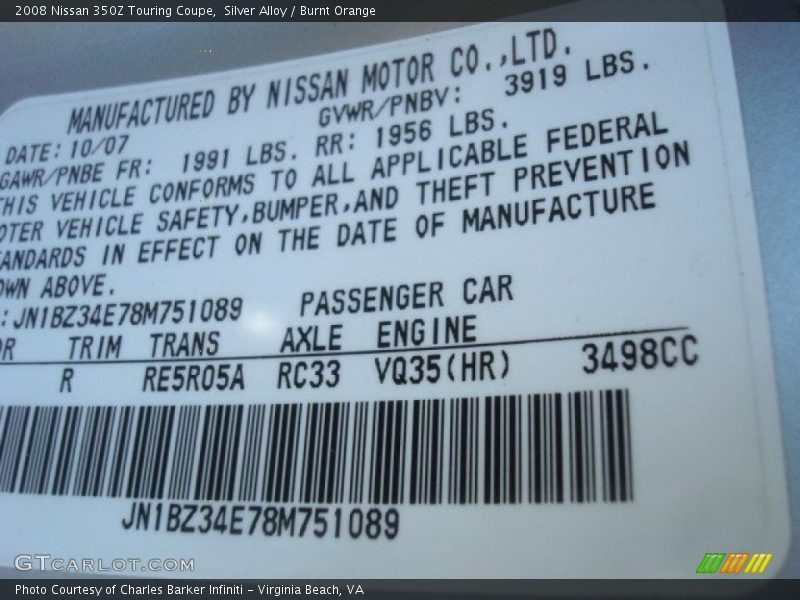 2008 Nissan 350Z Touring Coupe,  Silver Alloy / Burnt Orange
MANUFACTURED BY NISSAN MOTOR CO.,LTD.
DATE: 10/07 GVWR/PNBV: 3919 LBS.
GAWR/PNBE FR: 1991 LBS. RR: 1956 LBS.
THIS VEHICLE CONFORMS TO ALL APPLICABLE FEDERAL
OTER VEHICLE SAFETY,BUMPER,AND THEFT PREVENTION
ANDARDS IN EFFECT ON THE DATE OF MANUFACTURE
OWN ABOVE.
:JN1BZ34E78M751089 PASSENGER CAR
OR TRIM TRANS AXLE ENGINE
R RE5R05A RC33 VQ35(HR) 3498CC
JN1BZ34E78M751089
GTCARLOT.COM
Photo Courtesy of Charles Barker Infiniti - Virginia Beach, VA